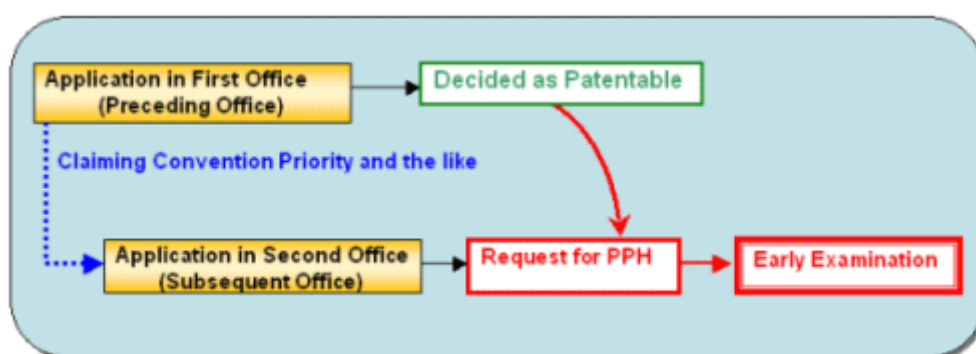 Application in First Office
(Preceding Office)
Decided as Patentable
Claiming Convention Priority and the like
Application in Second Office
(Subsequent Office)
Request for PPH
Early Examination